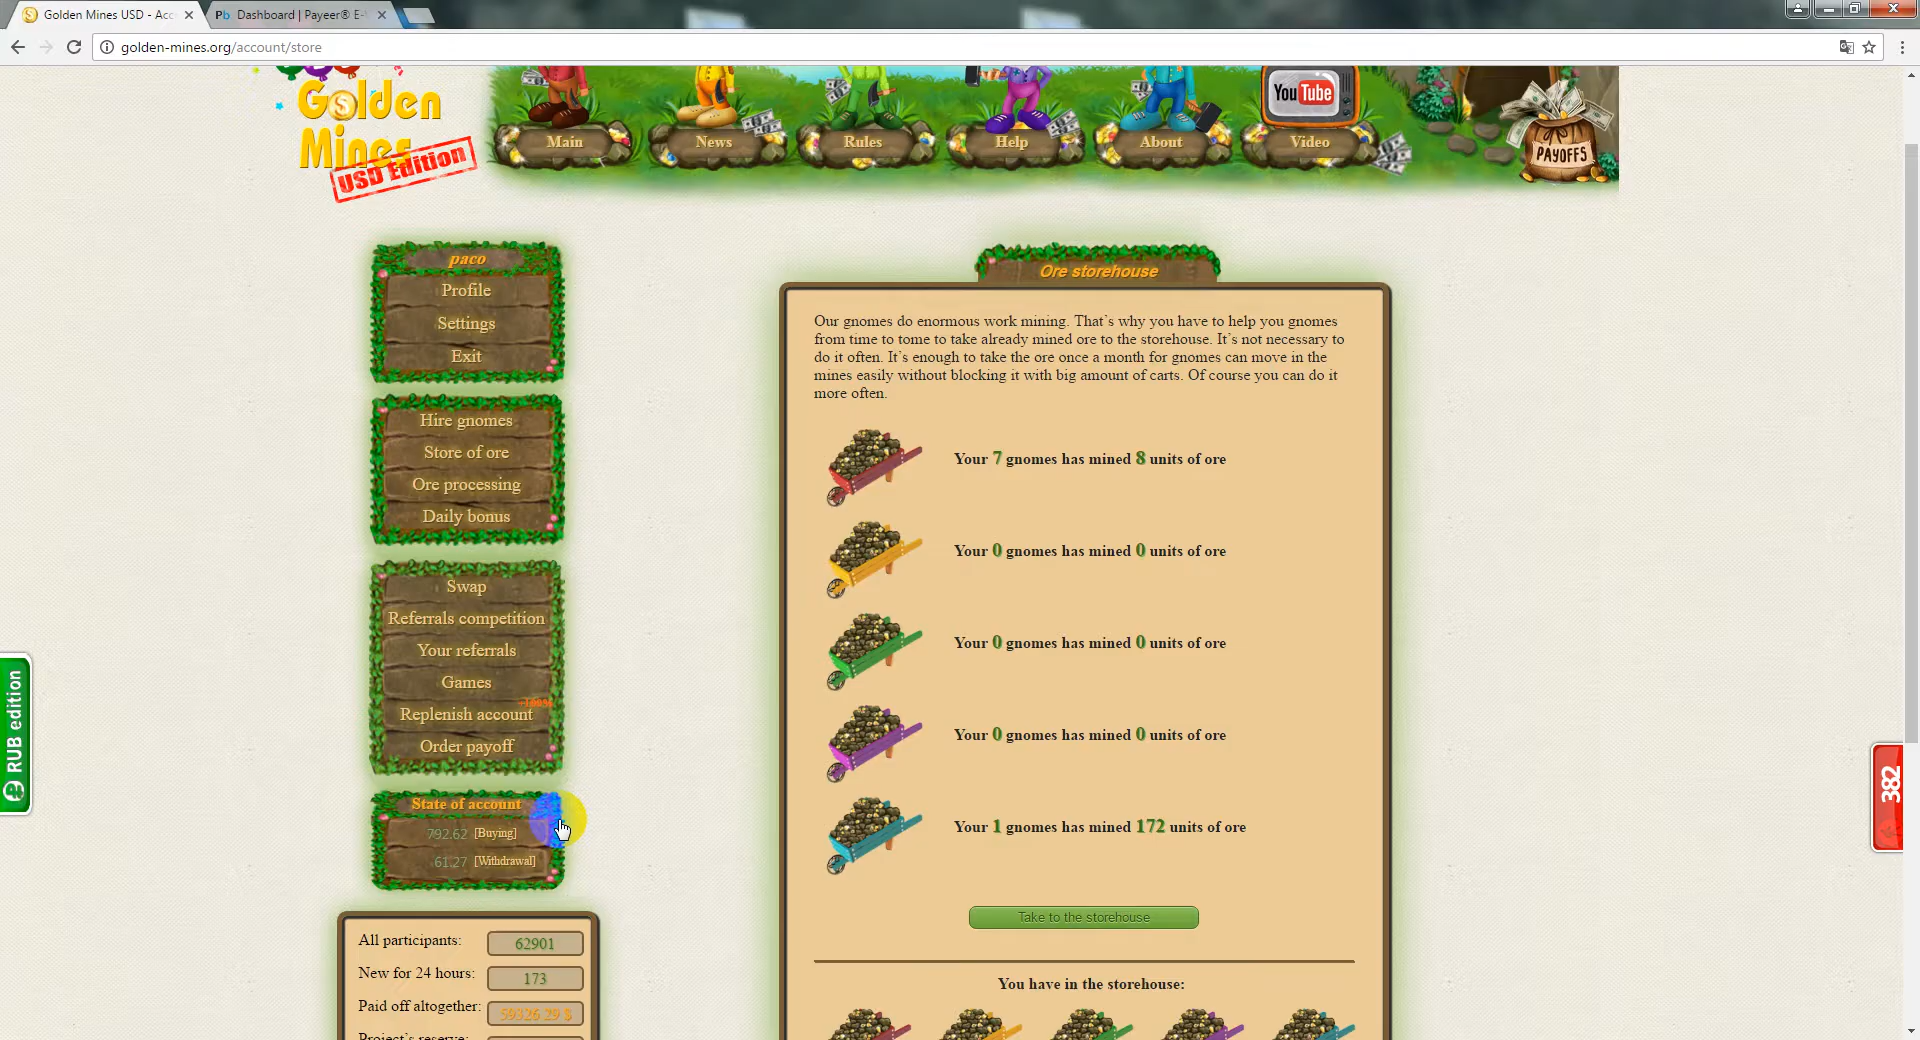 Golden Mines USD - Acc
Dashboard | Payeer® E-
golden-mines.org/account/store
Golden
Mines
USD Edition
Main
News
Rules
Help
About
You Tube
Video
PAYOFFS
paco
Profile
Settings
Exit
Hire gnomes
Store of ore
Ore processing
Daily bonus
Swap
Referrals competition
Your referrals
Games
Replenish account
Order payoff
State of account
792.62 [Buying]
61.27 [Withdrawal]
All participants: 62901
New for 24 hours: 173
Paid off altogether: 59326.29 $
Project's reserve:
RUB edition
Ore storehouse
Our gnomes do enormous work mining. That's why you have to help you gnomes
from time to tome to take already mined ore to the storehouse. It's not necessary to
do it often. It's enough to take the ore once a month for gnomes can move in the
mines easily without blocking it with big amount of carts. Of course you can do it
more often.
Your 7 gnomes has mined 8 units of ore
Your 0 gnomes has mined 0 units of ore
Your 0 gnomes has mined 0 units of ore
Your 0 gnomes has mined 0 units of ore
Your 1 gnomes has mined 172 units of ore
Take to the storehouse
You have in the storehouse:
382